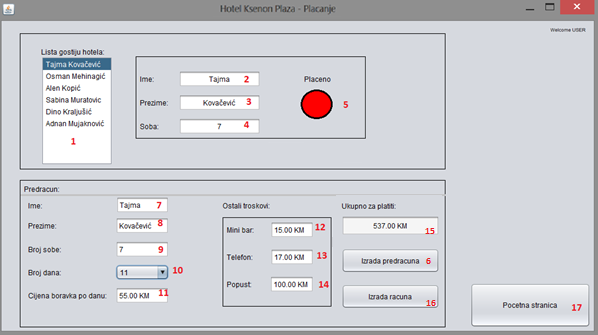 Hotel Ksenon Plaza - Placanje
Welcome USER
Lista gostiju hotela:
Tajma Kovačević
Osman Mehinagić
Alen Kopić
Sabina Muratovic
Dino Kraljušić
Adnan Mujaknović
1
Ime: Tajma 2
Prezime: Kovačević 3
Soba: 7 4
Placeno
5
Predracun:
Ime: Tajma 7
Prezime: Kovačević 8
Broj sobe: 7 9
Broj dana: 11 10
Cijena boravka po danu: 55.00 KM 11
Ostali troskovi:
Mini bar: 15.00 KM 12
Telefon: 17.00 KM 13
Popust: 100.00 KM 14
Ukupno za platiti:
537.00 KM 15
Izrada predracuna 6
Izrada racuna 16
Pocetna stranica 17